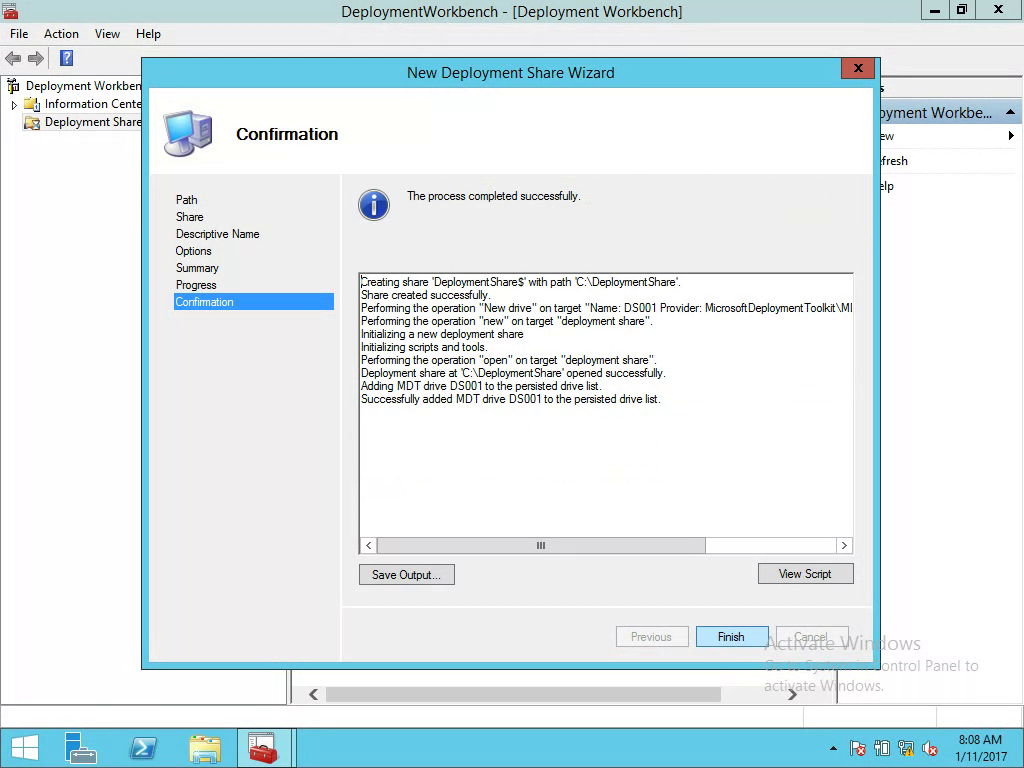 DeploymentWorkbench - [Deployment Workbench]
File Action View Help
New Deployment Share Wizard
Deployment Workben
Information Cente
Deployment Share
Confirmation
Path
Share
Descriptive Name
Options
Summary
Progress
Confirmation
The process completed successfully.
Creating share 'DeploymentShare$' with path 'C:\DeploymentShare'.
Share created successfully.
Performing the operation "New drive" on target "Name: DS001 Provider: MicrosoftDeploymentToolkit\MI
Performing the operation "new" on target "deployment share".
Initializing a new deployment share
Initializing scripts and tools.
Performing the operation "open" on target "deployment share".
Deployment share at 'C:\DeploymentShare' opened successfully.
Adding MDT drive DS001 to the persisted drive list.
Successfully added MDT drive DS001 to the persisted drive list.
Save Output...
View Script
Previous
Finish
Cancel
s
oyment Workbe...
ew
efresh
elp
Activate Windows
Go to System in Control Panel to
activate Windows.
8:08 AM
1/11/2017